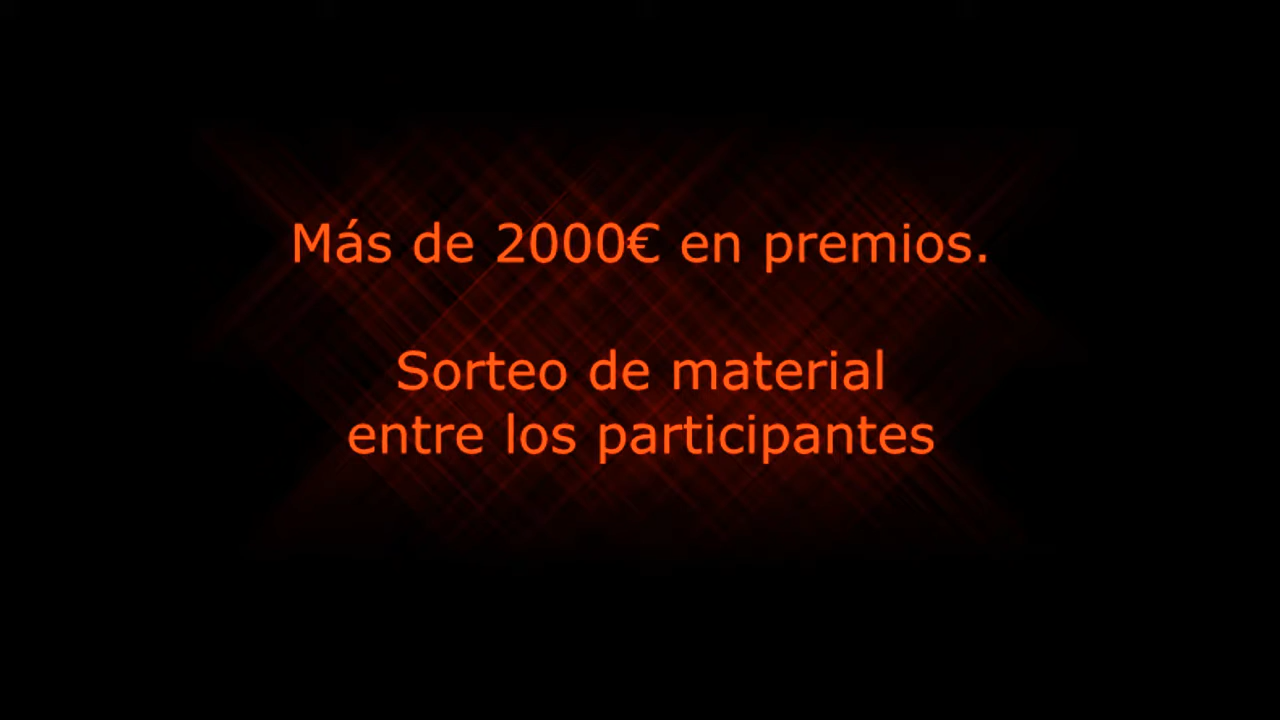 Más de 2000€ en premios.
Sorteo de material
entre los participantes